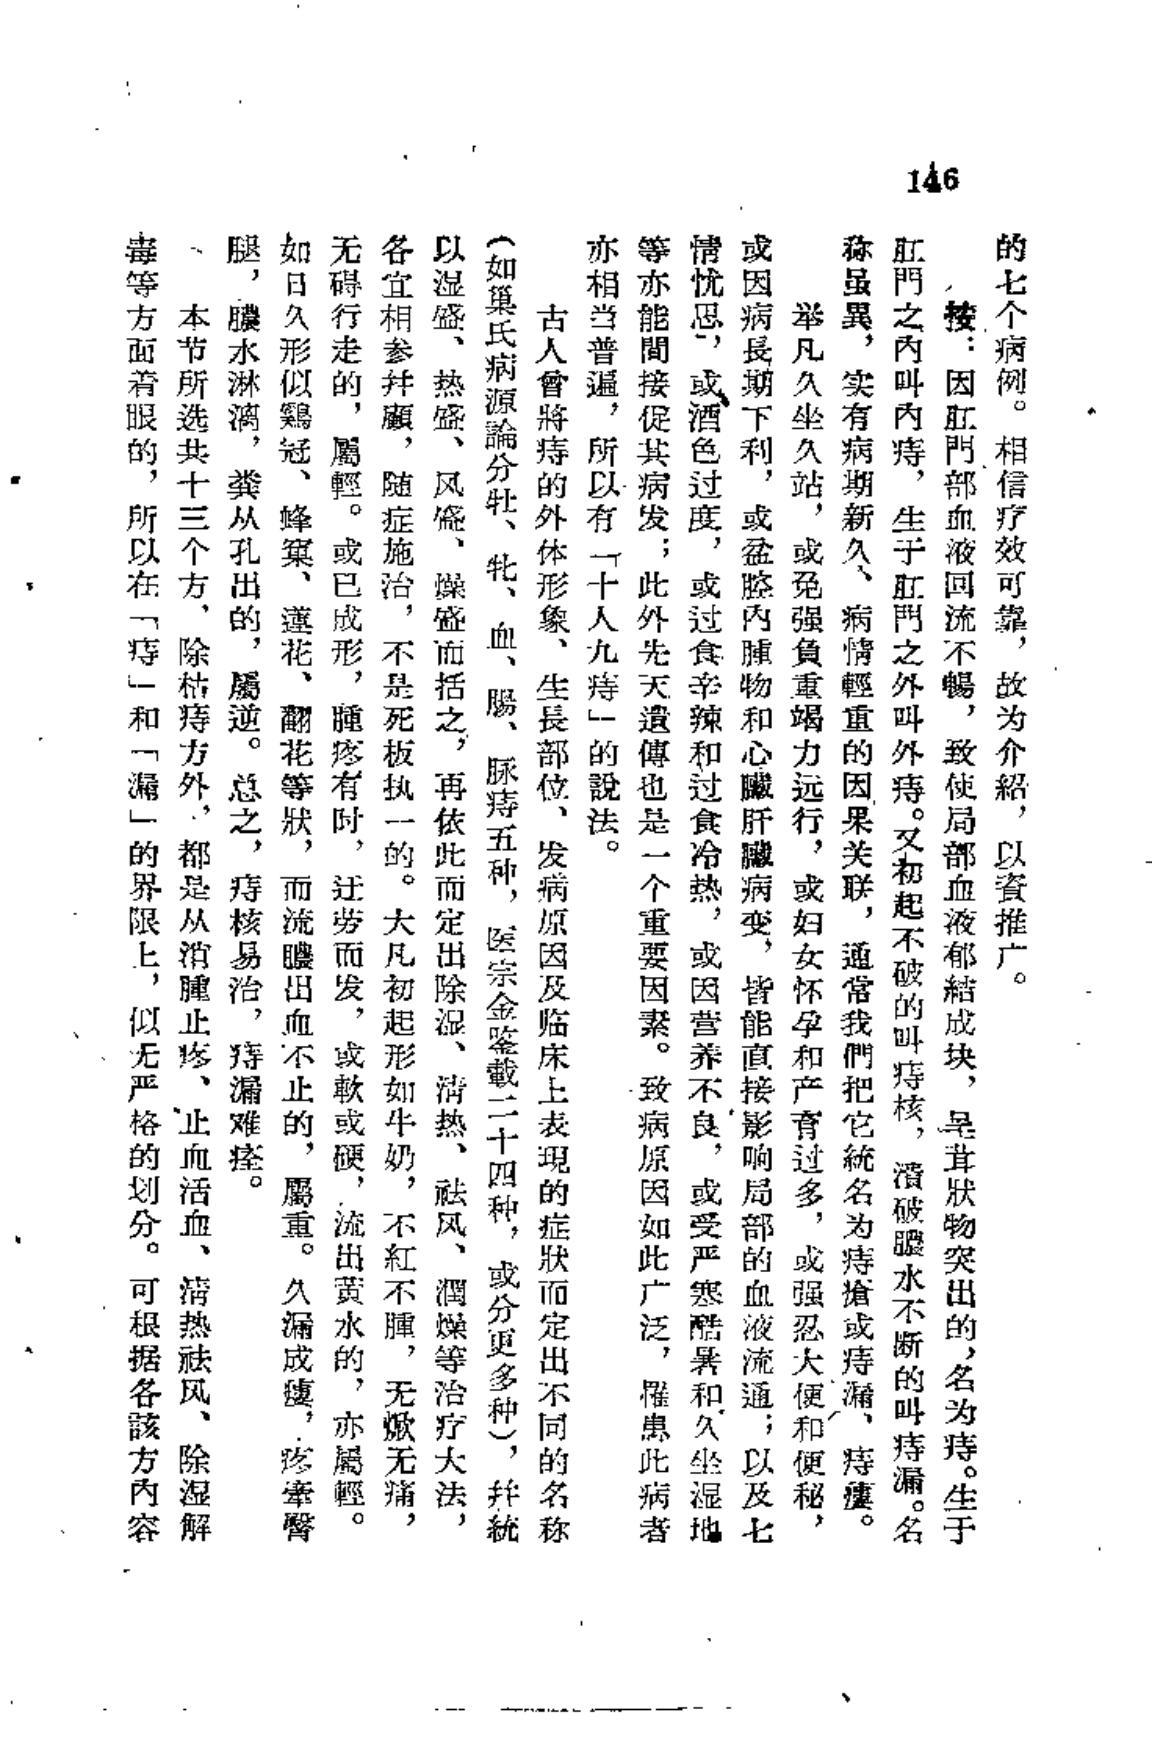 146
的七个病例。相信疗效可靠，故为介紹，以資推广。
按：因肛門部血液回流不暢，致使局部血液郁結成块，呈茸狀物突出的，名为痔。生于
肛門之内叫内痔，生于肛門之外叫外痔。又初起不破的叫痔核，潰破膿水不断的叫痔漏。名
称虽異，实有病期新久、病情輕重的因果关联，通常我們把它統名为痔瘡或痔漏、痔瘻。
举凡久坐久站，或勉强負重竭力远行，或妇女怀孕和产育过多，或强忍大便和便秘，
或因病長期下利，或盆腔内腫物和心臟肝臟病变，皆能直接影响局部的血液流通；以及七
情忧思，或酒色过度，或过食辛辣和过食冷热，或因营养不良，或受严寒酷暑和久坐湿地
等亦能間接促其病发；此外先天遺傳也是一个重要因素。致病原因如此广泛，罹患此病者
亦相当普遍，所以有「十人九痔」的說法。
古人曾將痔的外体形象、生長部位、发病原因及临床上表現的症狀而定出不同的名称
（如巢氏病源論分牡、牝、血、腸、脉痔五种，医宗金鉴載二十四种，或分更多种），幷統
以湿盛、热盛、风盛、燥盛而括之，再依此而定出除湿、清热、祛风、潤燥等治疗大法，
各宜相参幷顧，随症施治，不是死板执一的。大凡初起形如牛奶，不紅不腫，无焮无痛，
无碍行走的，屬輕。或已成形，腫疼有时，迂劳而发，或軟或硬，流出黃水的，亦屬輕。
如日久形似鷄冠、蜂窠、蓮花、翻花等狀，而流膿出血不止的，屬重。久漏成瘻，疼牽臀
腿，膿水淋漓，粪从孔出的，屬逆。总之，痔核易治，痔漏难痊。
本节所选共十三个方，除枯痔方外，都是从消腫止疼、止血活血、清热祛风、除湿解
毒等方面着眼的，所以在「痔」和「漏」的界限上，似无严格的划分。可根据各該方内容